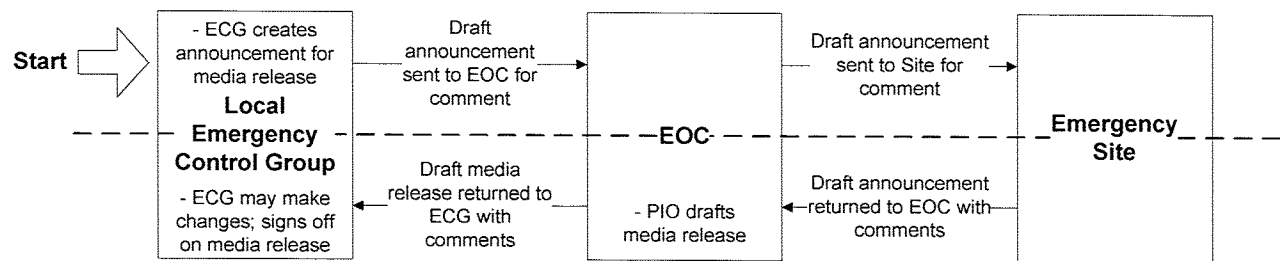 Start
- ECG creates
announcement for
media release
Local
Emergency
Control Group
- ECG may make
changes; signs off
on media release
Draft
announcement
sent to EOC for
comment
Draft media
release returned to
ECG with
comments
EOC
- PIO drafts
media release
Draft announcement
sent to Site for
comment
Draft announcement
returned to EOC with
comments
Emergency
Site